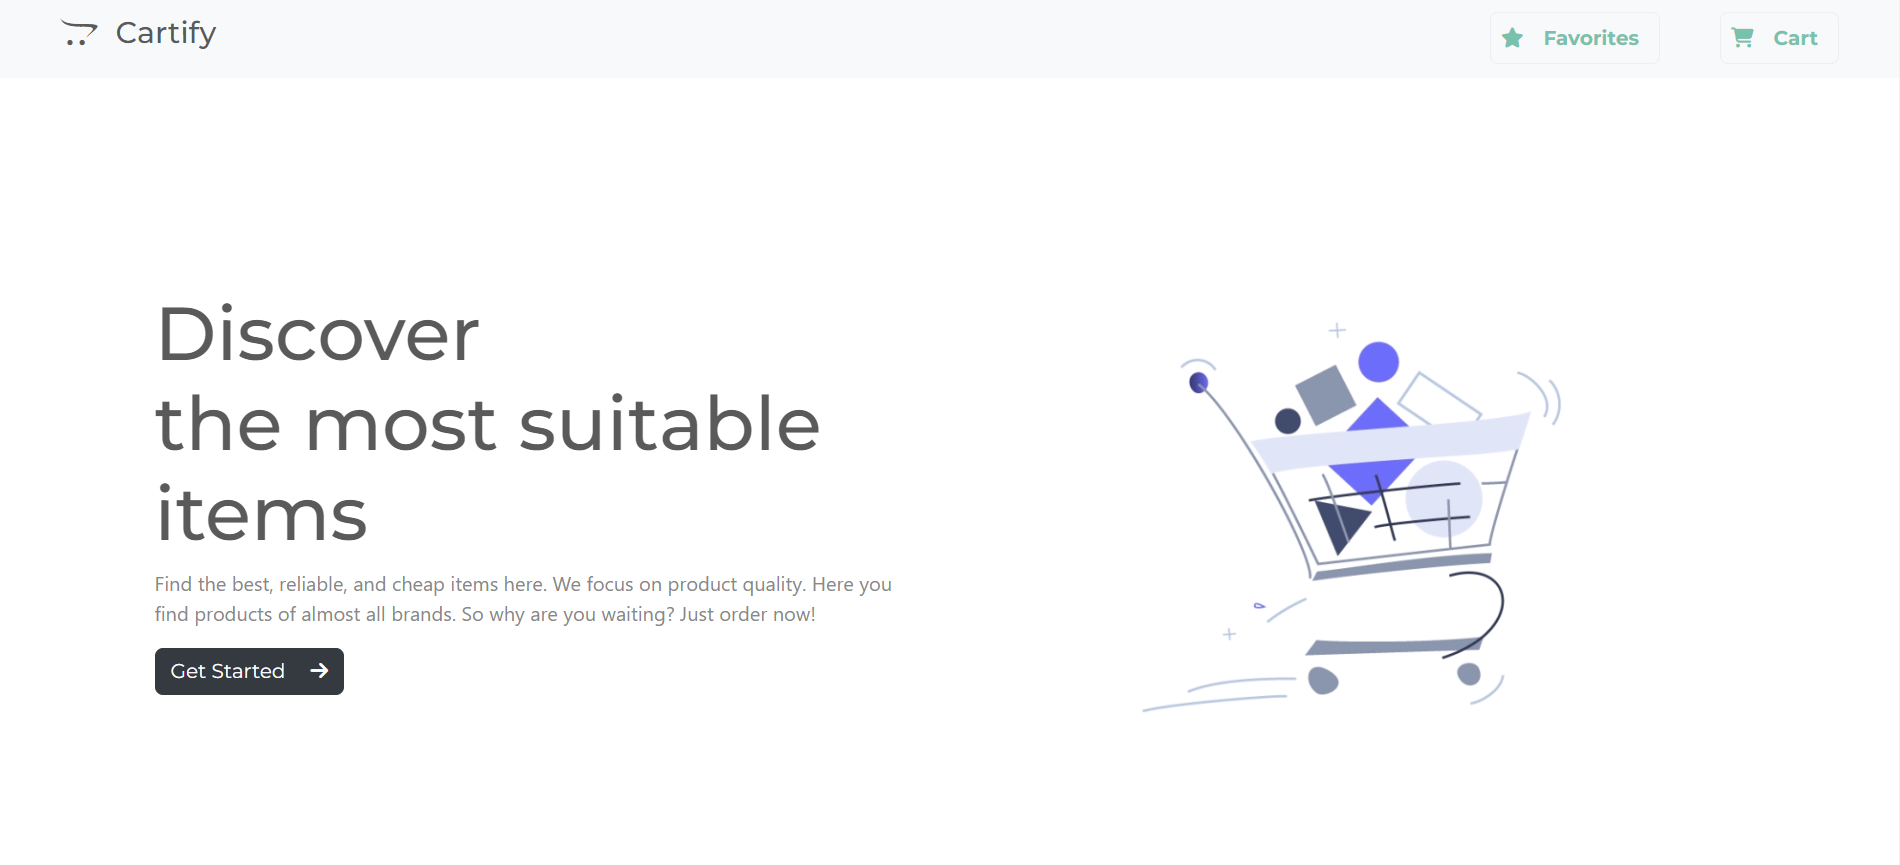 Cartify
Favorites
Cart
Discover
the most suitable
items
Find the best, reliable, and cheap items here. We focus on product quality. Here you
find products of almost all brands. So why are you waiting? Just order now!
Get Started